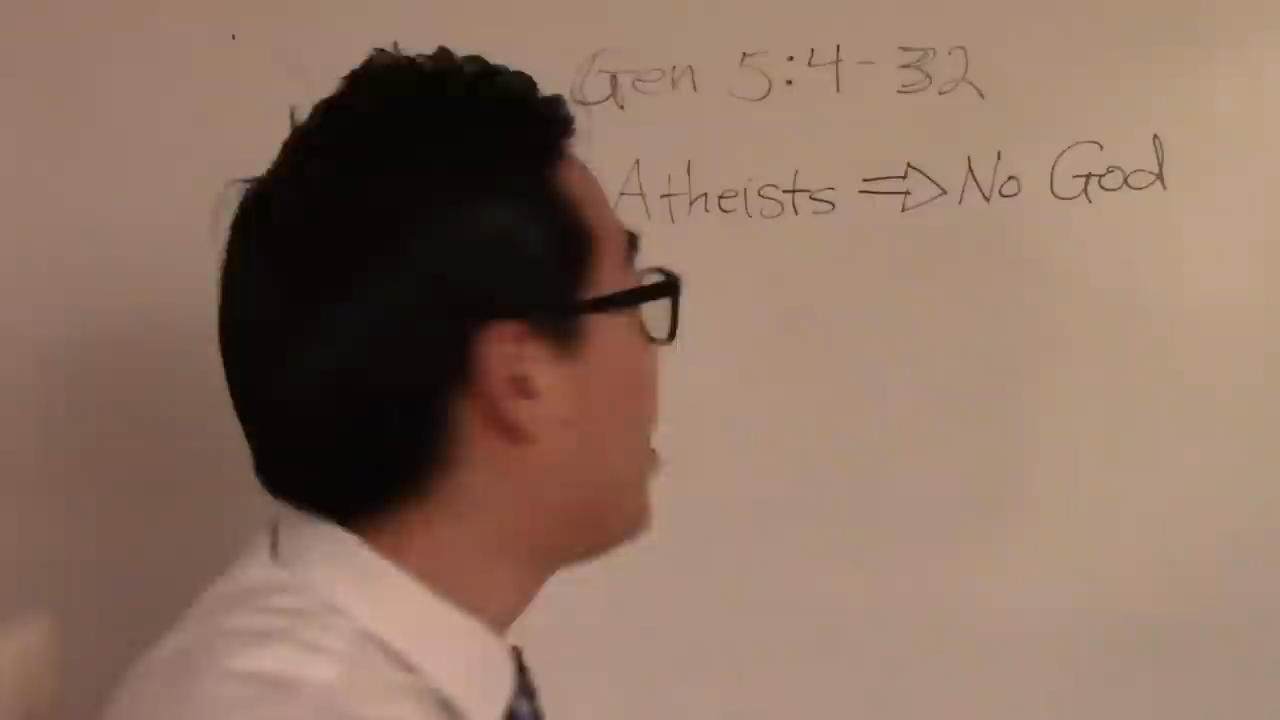 Gen 5:4-32
Atheists ⇒ No God